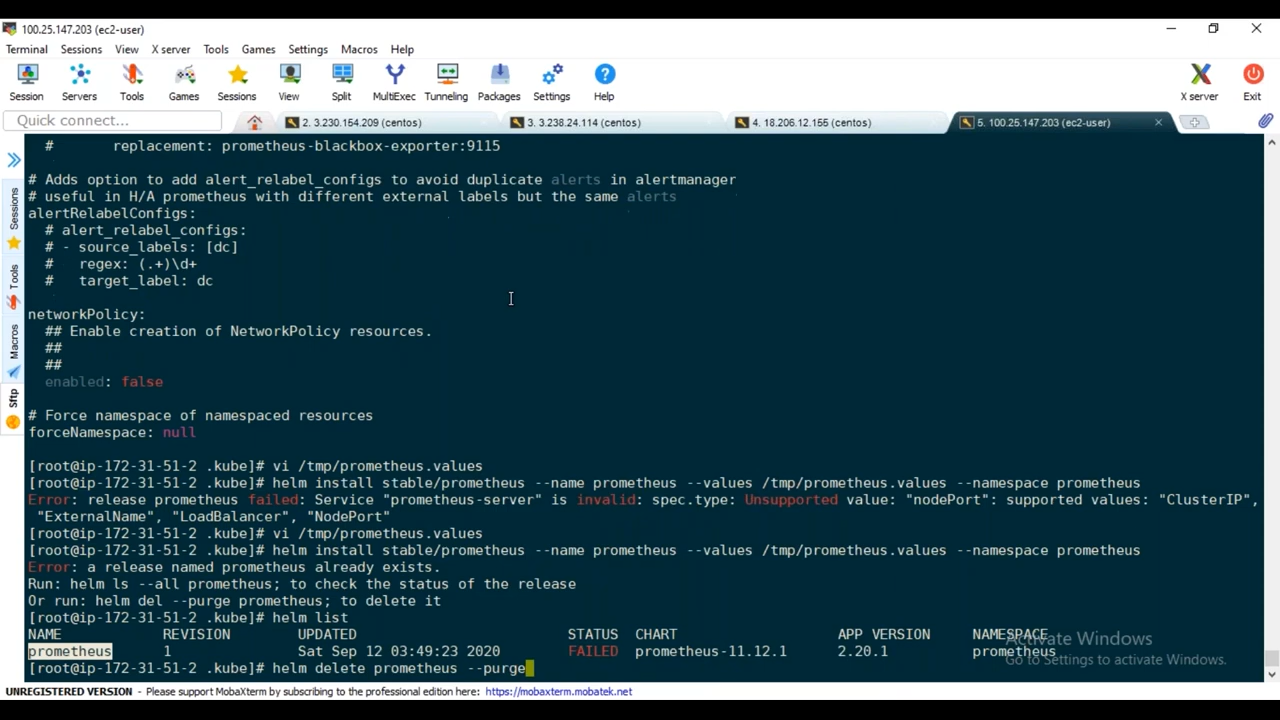 100.25.147.203 (ec2-user)
Terminal Sessions View X server Tools Games Settings Macros Help
Session Servers Tools Games Sessions View Split MultiExec Tunneling Packages Settings Help X server Exit
Quick connect... 2. 3.230.154.209 (centos) 3. 3.238.24.114 (centos) 4. 18.206.12.155 (centos) 5. 100.25.147.203 (ec2-user)
Sessions
Tools
Macros
Sftp
#       replacement: prometheus-blackbox-exporter:9115
# Adds option to add alert_relabel_configs to avoid duplicate alerts in alertmanager
# useful in H/A prometheus with different external labels but the same alerts
alertRelabelConfigs:
# alert_relabel_configs:
# - source_labels: [dc]
#   regex: (.+)\d+
#   target_label: dc
networkPolicy:
## Enable creation of NetworkPolicy resources.
##
##
enabled: false
# Force namespace of namespaced resources
forceNamespace: null
[root@ip-172-31-51-2 .kube]# vi /tmp/prometheus.values
[root@ip-172-31-51-2 .kube]# helm install stable/prometheus --name prometheus --values /tmp/prometheus.values --namespace prometheus
Error: release prometheus failed: Service "prometheus-server" is invalid: spec.type: Unsupported value: "nodePort": supported values: "ClusterIP",
"ExternalName", "LoadBalancer", "NodePort"
[root@ip-172-31-51-2 .kube]# vi /tmp/prometheus.values
[root@ip-172-31-51-2 .kube]# helm install stable/prometheus --name prometheus --values /tmp/prometheus.values --namespace prometheus
Error: a release named prometheus already exists.
Run: helm ls --all prometheus; to check the status of the release
Or run: helm del --purge prometheus; to delete it
[root@ip-172-31-51-2 .kube]# helm list
NAME REVISION UPDATED STATUS CHART APP VERSION NAMESPACE
prometheus 1 Sat Sep 12 03:49:23 2020 FAILED prometheus-11.12.1 2.20.1 prometheus
[root@ip-172-31-51-2 .kube]# helm delete prometheus --purge
Activate Windows
Go to Settings to activate Windows.
UNREGISTERED VERSION - Please support MobaXterm by subscribing to the professional edition here: https://mobaxterm.mobatek.net